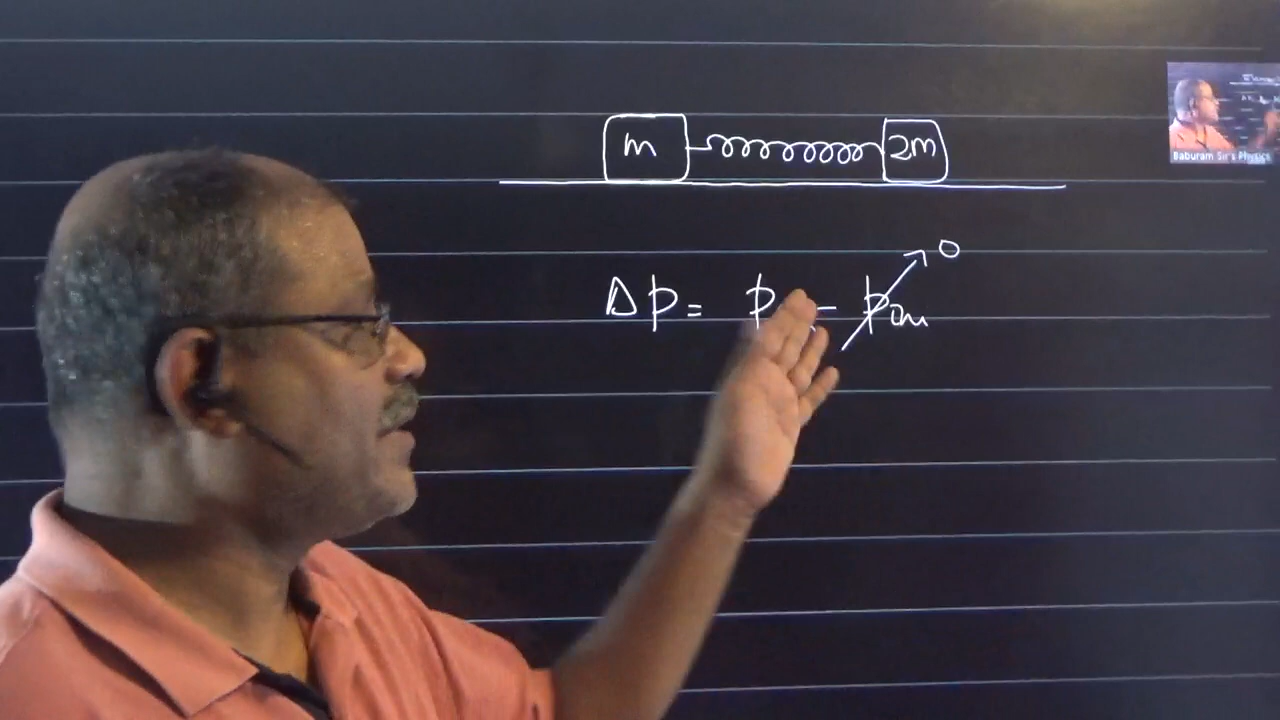 m 2m
Baburam Sir's Physics
0
Δp = p –